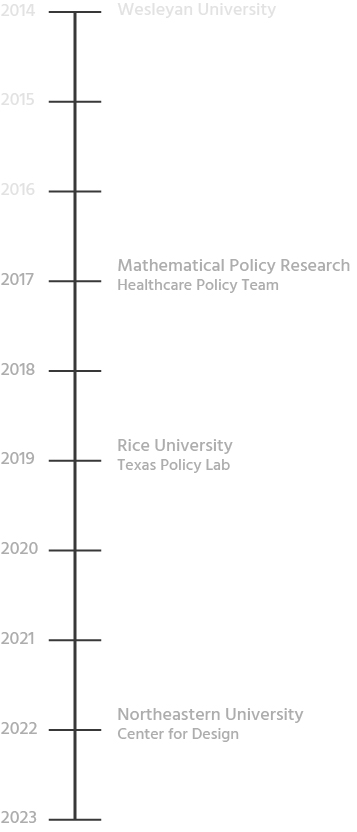 2014 Wesleyan University
2015
2016
Mathematical Policy Research
2017 Healthcare Policy Team
2018
Rice University
2019 Texas Policy Lab
2020
2021
Northeastern University
2022 Center for Design
2023